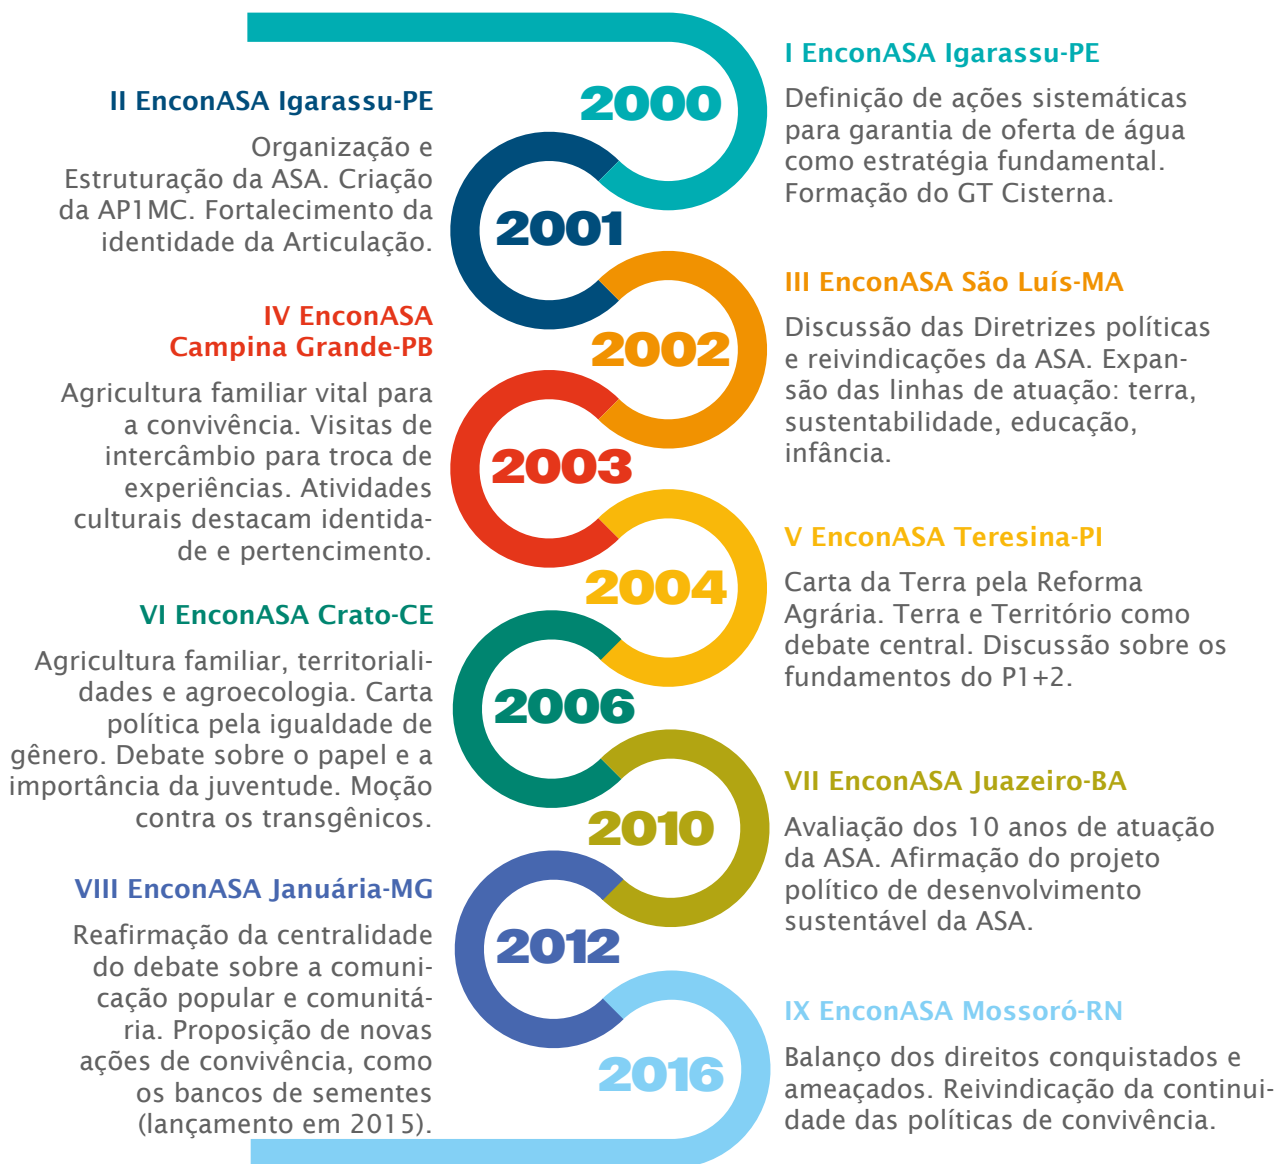 2000
I EnconASA Igarassu-PE
Definição de ações sistemáticas
para garantia de oferta de água
como estratégia fundamental.
Formação do GT Cisterna.
II EnconASA Igarassu-PE
Organização e
Estruturação da ASA. Criação
da AP1MC. Fortalecimento da
identidade da Articulação.
2001
III EnconASA São Luís-MA
Discussão das Diretrizes políticas
e reivindicações da ASA. Expan-
são das linhas de atuação: terra,
sustentabilidade, educação,
infância.
2002
IV EnconASA
Campina Grande-PB
Agricultura familiar vital para
a convivência. Visitas de
intercâmbio para troca de
experiências. Atividades
culturais destacam identida-
de e pertencimento.
2003
V EnconASA Teresina-PI
Carta da Terra pela Reforma
Agrária. Terra e Território como
debate central. Discussão sobre os
fundamentos do P1+2.
2004
VI EnconASA Crato-CE
Agricultura familiar, territoriali-
dades e agroecologia. Carta
política pela igualdade de
gênero. Debate sobre o papel e a
importância da juventude. Moção
contra os transgênicos.
2006
VII EnconASA Juazeiro-BA
Avaliação dos 10 anos de atuação
da ASA. Afirmação do projeto
político de desenvolvimento
sustentável da ASA.
2010
VIII EnconASA Januária-MG
Reafirmação da centralidade
do debate sobre a comuni-
cação popular e comunitá-
ria. Proposição de novas
ações de convivência, como
os bancos de sementes
(lançamento em 2015).
2012
IX EnconASA Mossoró-RN
Balanço dos direitos conquistados e
ameaçados. Reivindicação da continui-
dade das políticas de convivência.
2016